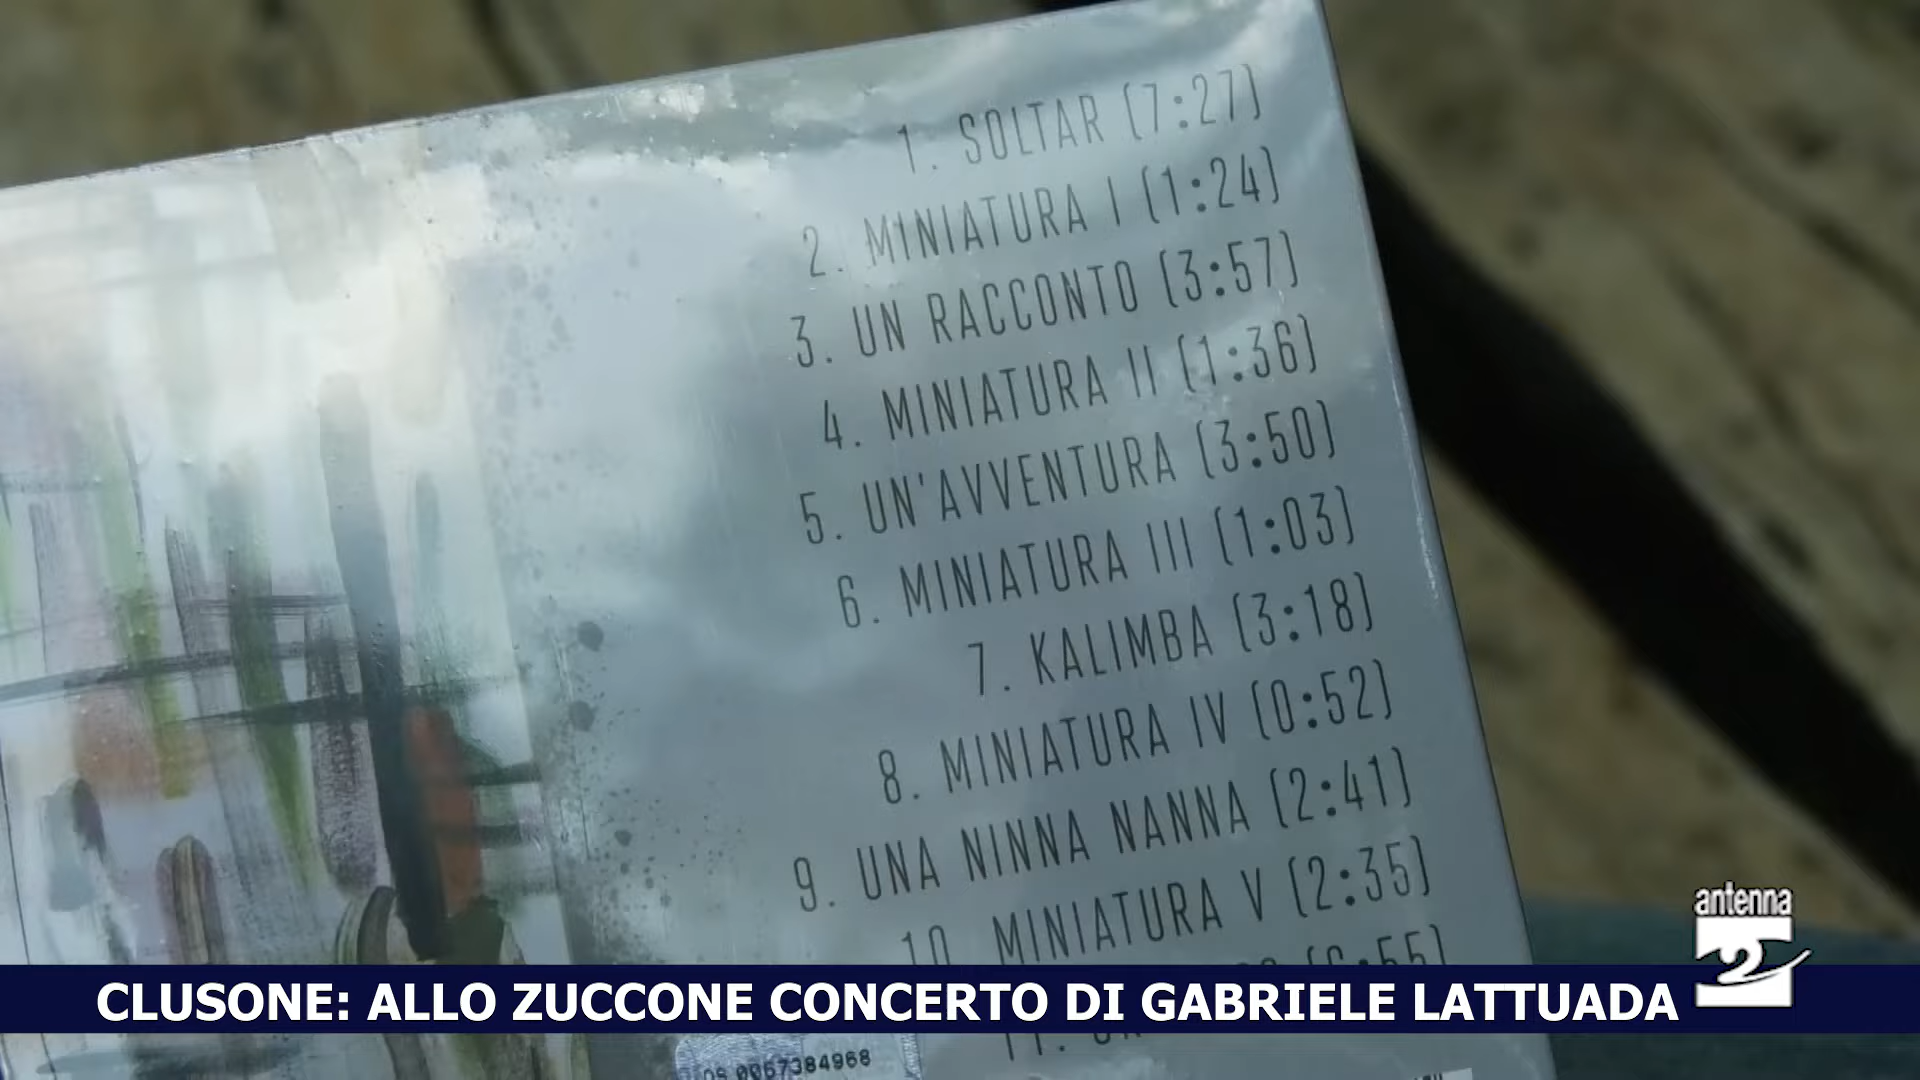 1. SOLTAR (7:27)
2. MINIATURA I (1:24)
3. UN RACCONTO (3:57)
4. MINIATURA II (1:36)
5. UN'AVVENTURA (3:50)
6. MINIATURA III (1:03)
7. KALIMBA (3:18)
8. MINIATURA IV (0:52)
9. UNA NINNA NANNA (2:41)
10. MINIATURA V (2:35)
11.
antenna
2
CLUSONE: ALLO ZUCCONE CONCERTO DI GABRIELE LATTUADA
0067384968